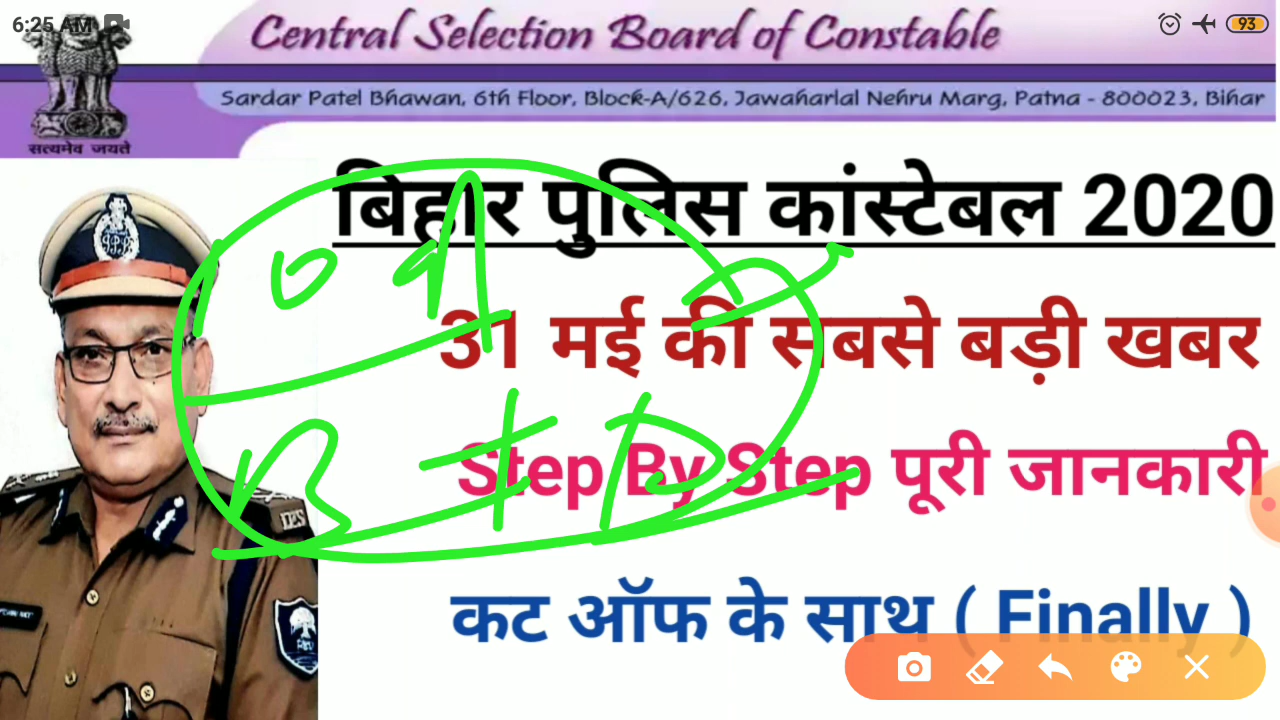 6:25 AM
93
Central Selection Board of Constable
Sardar Patel Bhawan, 6th Floor, Block-A/626, Jawaharlal Nehru Marg, Patna - 800023, Bihar
सत्यमेव जयते
बिहार पुलिस कांस्टेबल 2020
31 मई की सबसे बड़ी खबर
Step By Step पूरी जानकारी
कट ऑफ के साथ ( Finally )
B + D
IPS